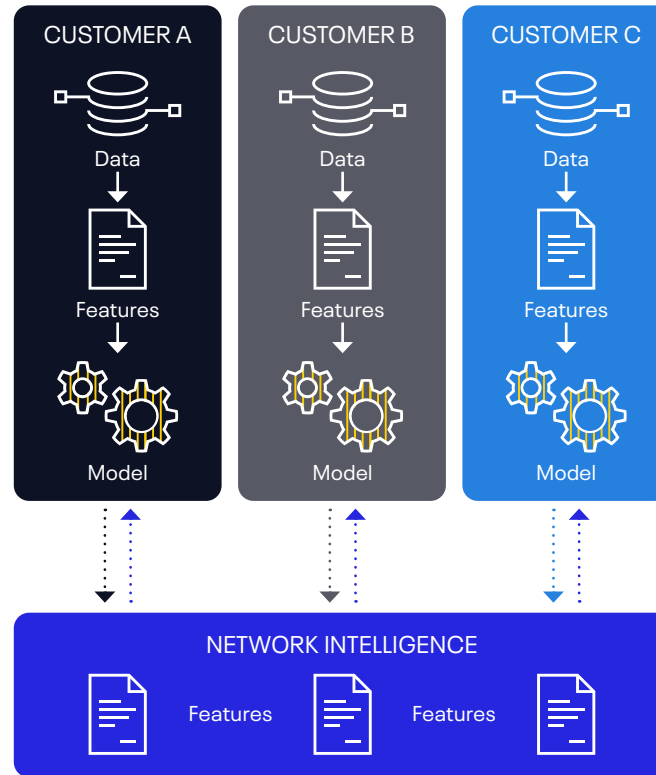 CUSTOMER A
CUSTOMER B
CUSTOMER C
Data
Data
Data
Features
Features
Features
Model
Model
Model
NETWORK INTELLIGENCE
Features
Features